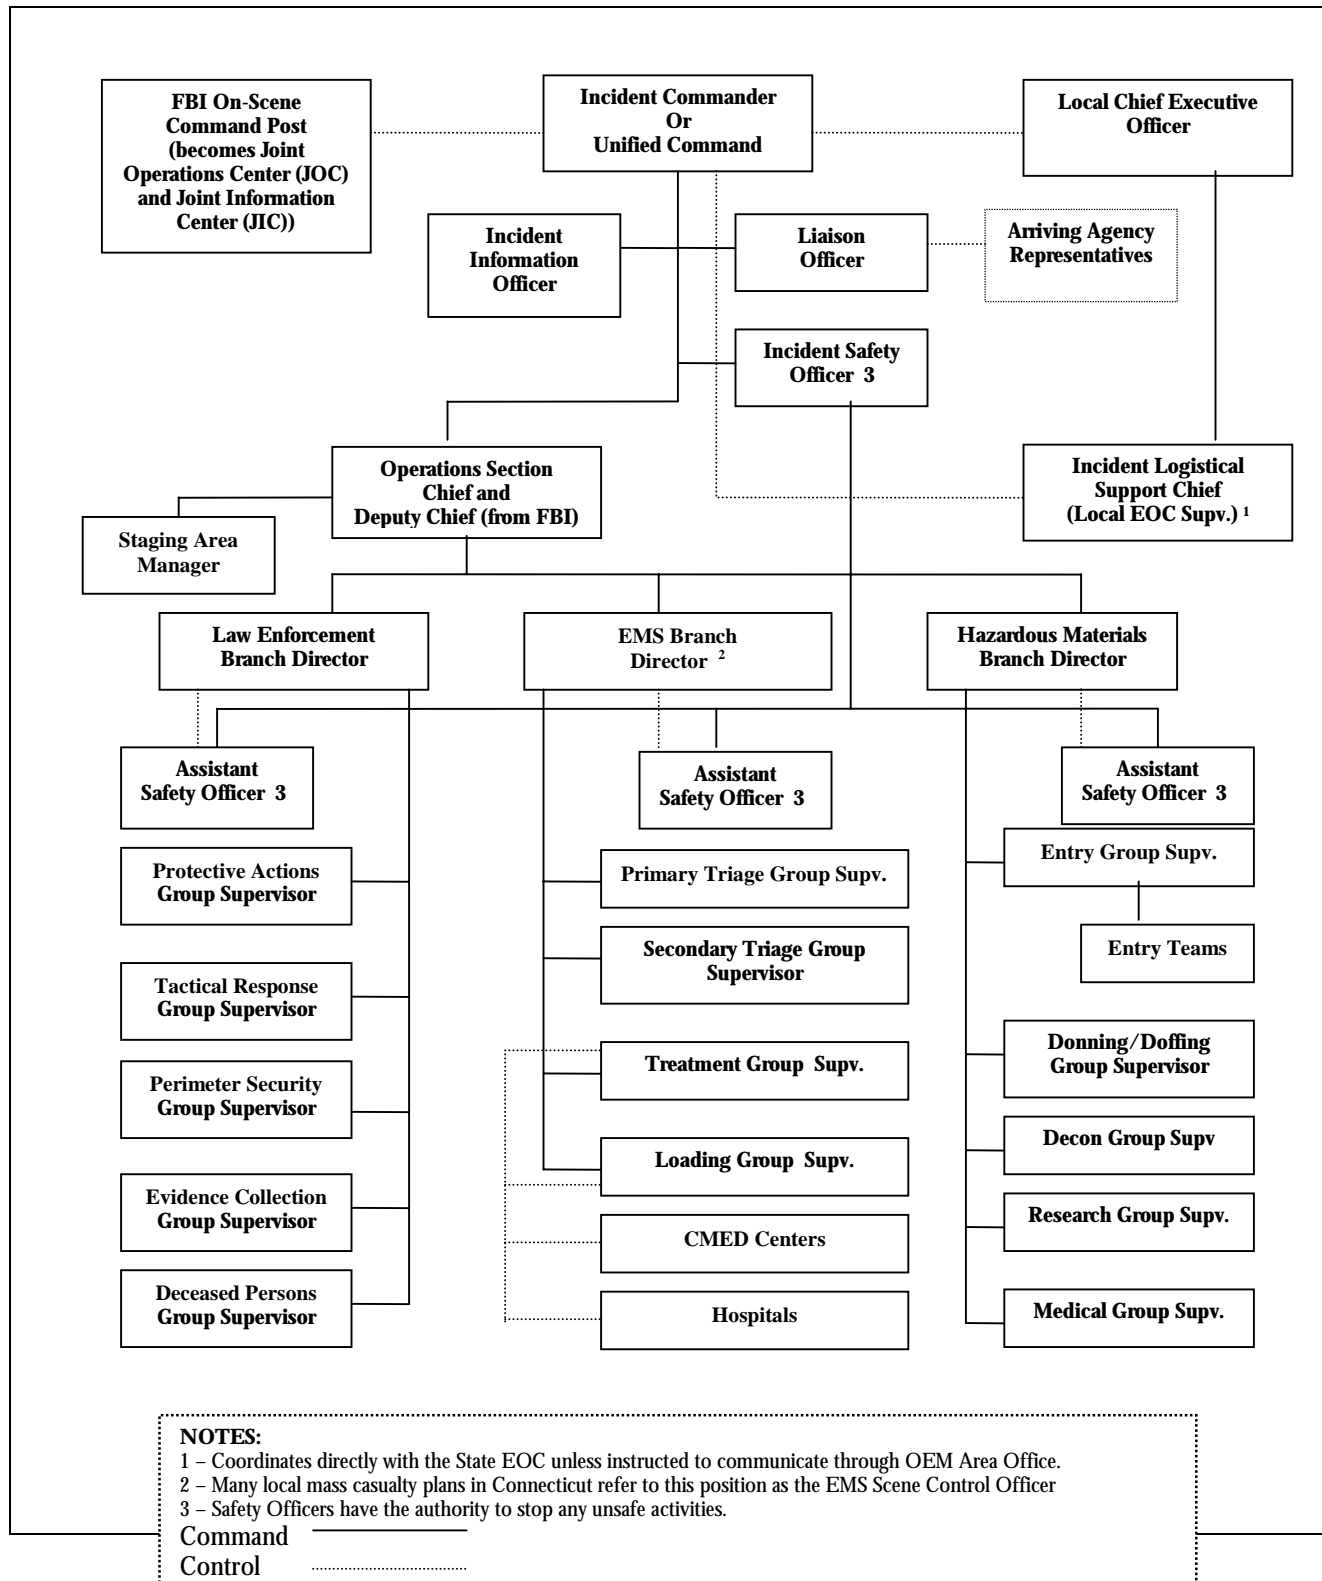 FBI On-Scene
Command Post
(becomes Joint
Operations Center (JOC)
and Joint Information
Center (JIC))
Incident Commander
Or
Unified Command
Local Chief Executive
Officer
Incident
Information
Officer
Liaison
Officer
Arriving Agency
Representatives
Incident Safety
Officer 3
Operations Section
Chief and
Deputy Chief (from FBI)
Incident Logistical
Support Chief
(Local EOC Supv.) 1
Staging Area
Manager
Law Enforcement
Branch Director
EMS Branch
Director 2
Hazardous Materials
Branch Director
Assistant
Safety Officer 3
Assistant
Safety Officer 3
Assistant
Safety Officer 3
Protective Actions
Group Supervisor
Tactical Response
Group Supervisor
Perimeter Security
Group Supervisor
Evidence Collection
Group Supervisor
Deceased Persons
Group Supervisor
Primary Triage Group Supv.
Secondary Triage Group
Supervisor
Treatment Group Supv.
Loading Group Supv.
CMED Centers
Hospitals
Entry Group Supv.
Entry Teams
Donning/Doffing
Group Supervisor
Decon Group Supv
Research Group Supv.
Medical Group Supv.
NOTES:
1 – Coordinates directly with the State EOC unless instructed to communicate through OEM Area Office.
2 – Many local mass casualty plans in Connecticut refer to this position as the EMS Scene Control Officer
3 – Safety Officers have the authority to stop any unsafe activities.
Command
Control